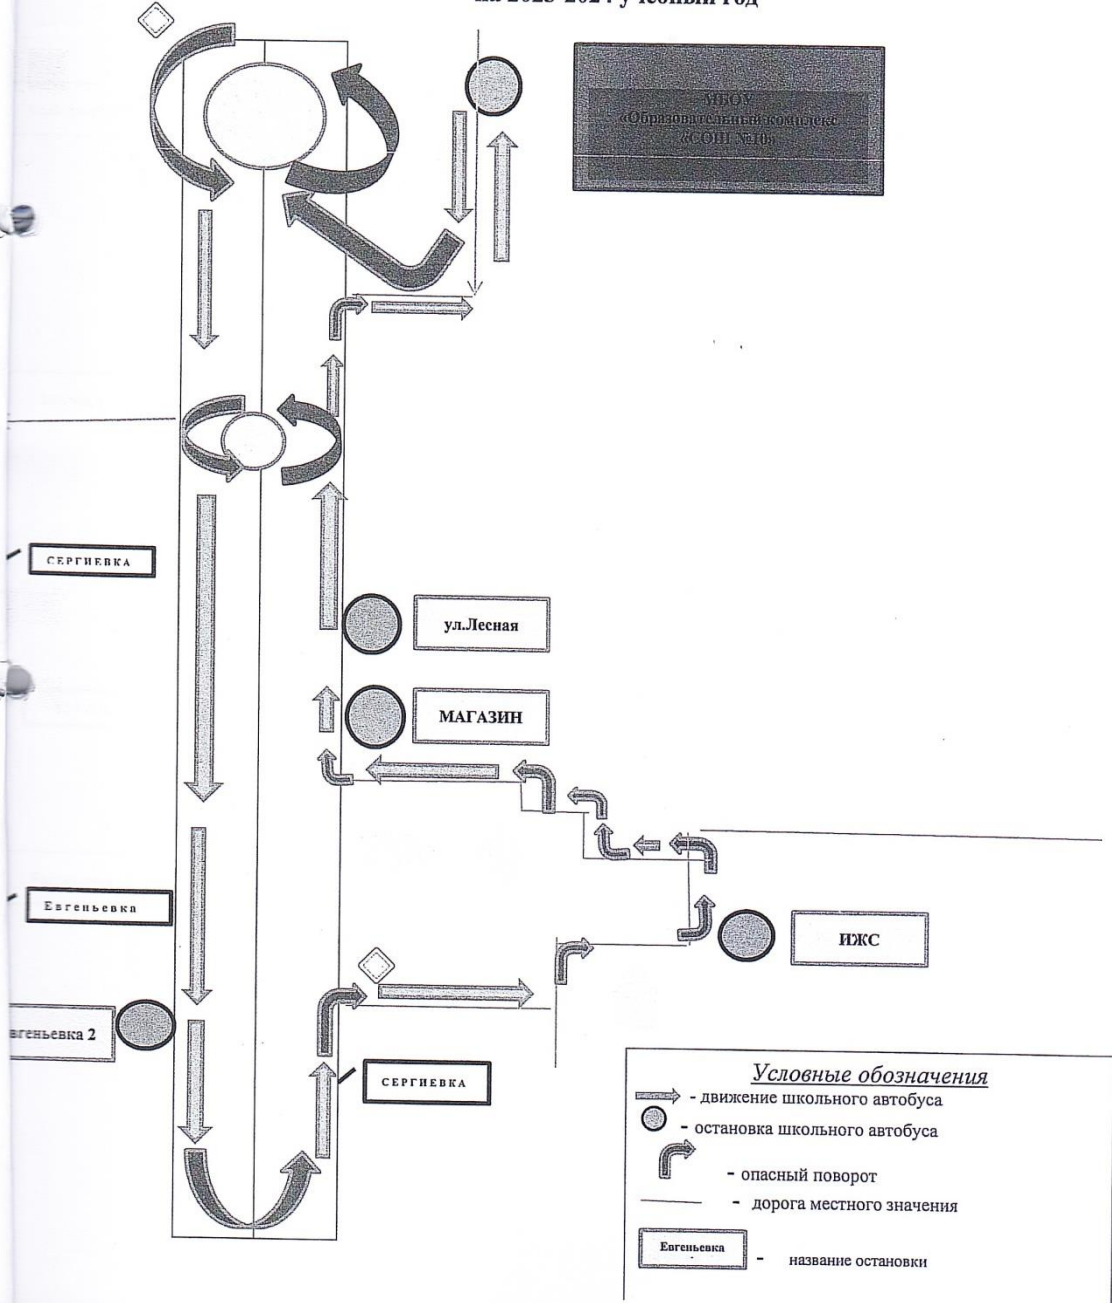 2023-2024 учебный год
МБОУ
«Образовательный комплекс
«СОШ №10»
СЕРГИЕВКА
ул.Лесная
МАГАЗИН
Евгеньевка
ИЖС
вгеньевка 2
СЕРГИЕВКА
Условные обозначения
- движение школьного автобуса
- остановка школьного автобуса
- опасный поворот
- дорога местного значения
Евгеньевка
- название остановки